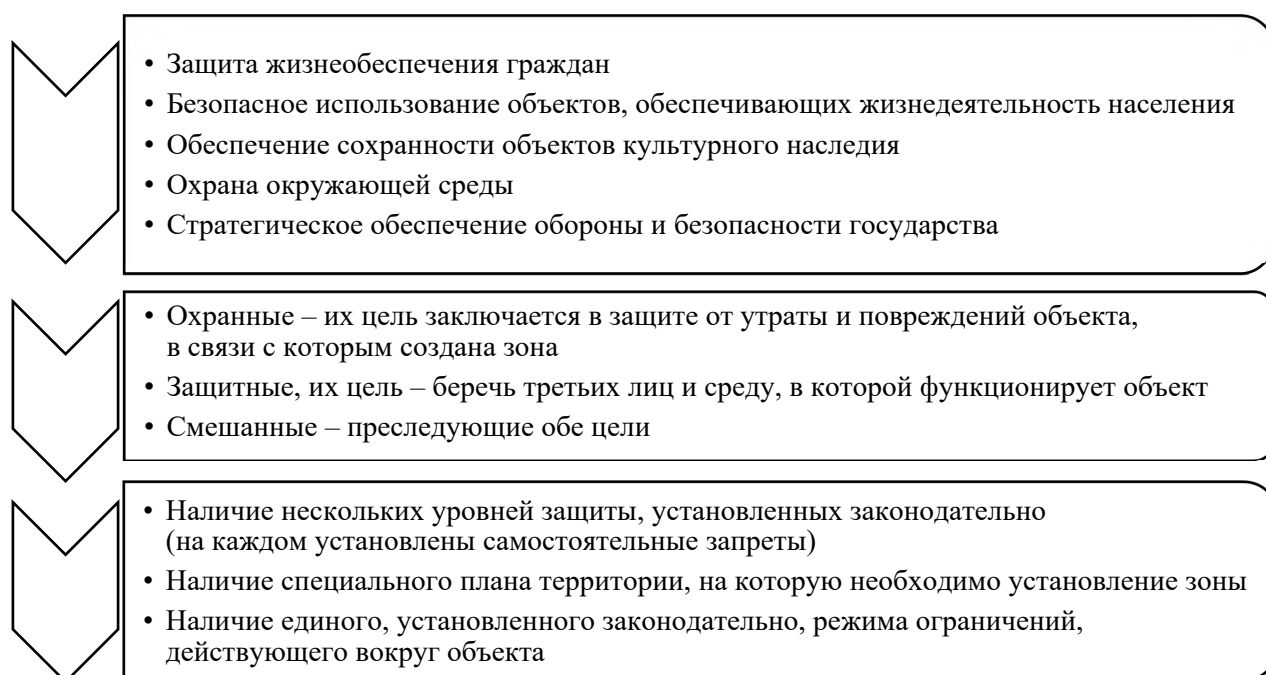 • Защита жизнеобеспечения граждан
• Безопасное использование объектов, обеспечивающих жизнедеятельность населения
• Обеспечение сохранности объектов культурного наследия
• Охрана окружающей среды
• Стратегическое обеспечение обороны и безопасности государства
• Охранные – их цель заключается в защите от утраты и повреждений объекта,
в связи с которым создана зона
• Защитные, их цель – беречь третьих лиц и среду, в которой функционирует объект
• Смешанные – преследующие обе цели
• Наличие нескольких уровней защиты, установленных законодательно
(на каждом установлены самостоятельные запреты)
• Наличие специального плана территории, на которую необходимо установление зоны
• Наличие единого, установленного законодательно, режима ограничений,
действующего вокруг объекта